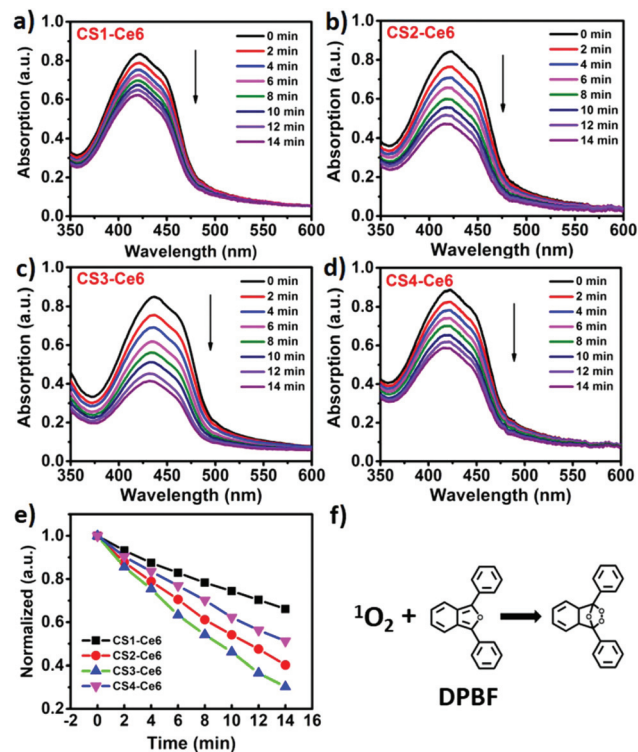 a)
CS1-Ce6
0 min
2 min
4 min
6 min
8 min
10 min
12 min
14 min
1.0
0.8
0.6
0.4
0.2
0.0
350 400 450 500 550 600
Wavelength (nm)
Absorption (a.u.)
b)
CS2-Ce6
0 min
2 min
4 min
6 min
8 min
10 min
12 min
14 min
1.0
0.8
0.6
0.4
0.2
0.0
350 400 450 500 550 600
Wavelength (nm)
Absorption (a.u.)
c)
CS3-Ce6
0 min
2 min
4 min
6 min
8 min
10 min
12 min
14 min
1.0
0.8
0.6
0.4
0.2
0.0
350 400 450 500 550 600
Wavelength (nm)
Absorption (a.u.)
d)
CS4-Ce6
0 min
2 min
4 min
6 min
8 min
10 min
12 min
14 min
1.0
0.8
0.6
0.4
0.2
0.0
350 400 450 500 550 600
Wavelength (nm)
Absorption (a.u.)
e)
1.0
0.8
0.6
0.4
0.2
CS1-Ce6
CS2-Ce6
CS3-Ce6
CS4-Ce6
-2 0 2 4 6 8 10 12 14 16
Time (min)
Normalized (a.u.)
f)
¹O₂ +
O
O
O
O
DPBF